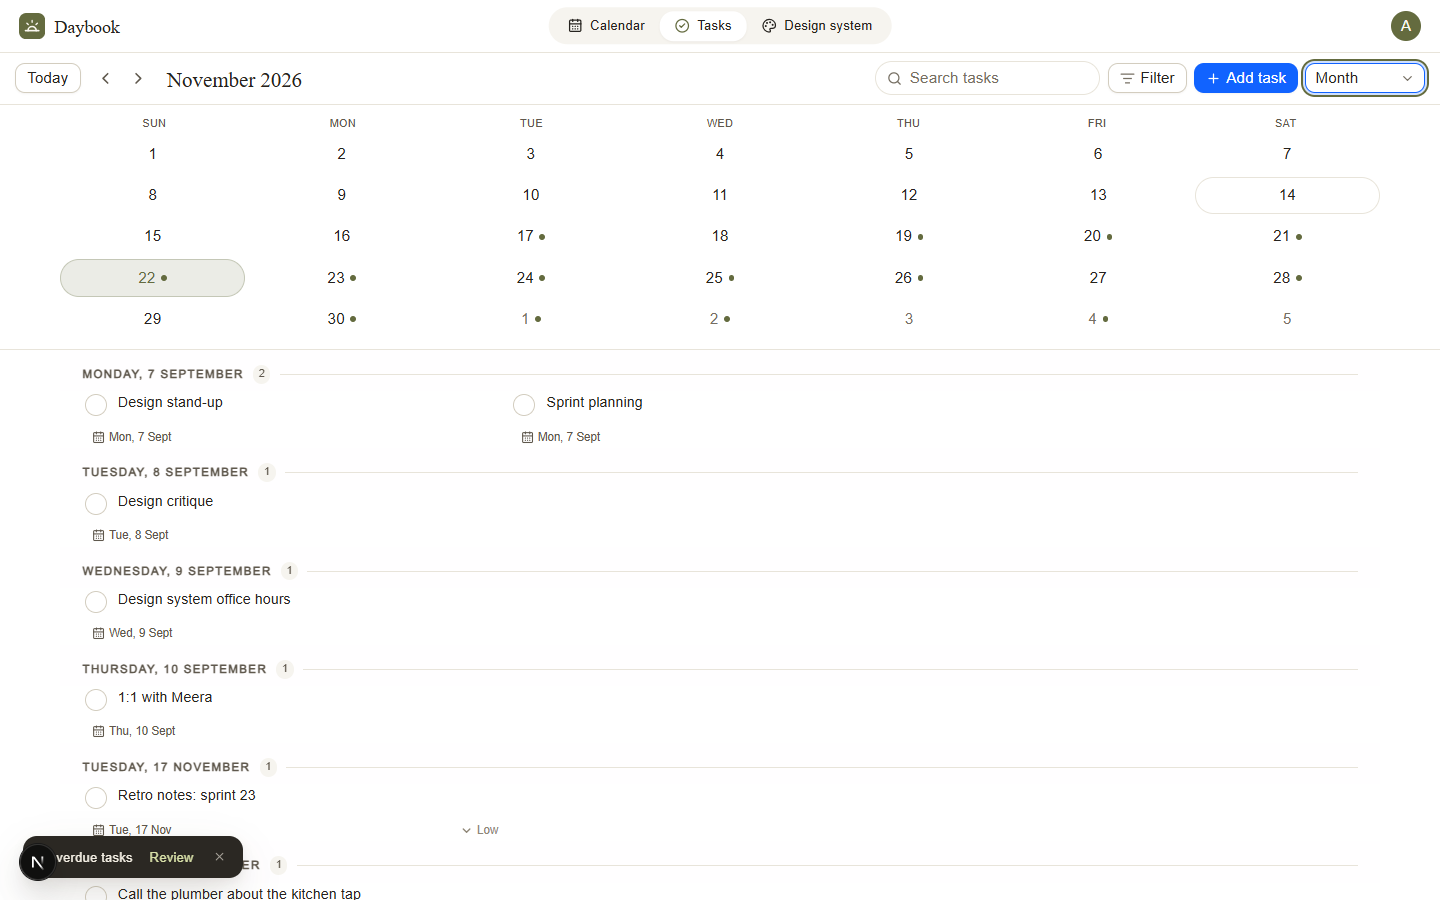 Daybook
Calendar
Tasks
Design system
A
Today
November 2026
Search tasks
Filter
Add task
Month
SUN MON TUE WED THU FRI SAT
1 2 3 4 5 6 7
8 9 10 11 12 13 14
15 16 17 18 19 20 21
22 23 24 25 26 27 28
29 30 1 2 3 4 5
MONDAY, 7 SEPTEMBER 2
Design stand-up
Sprint planning
Mon, 7 Sept
Mon, 7 Sept
TUESDAY, 8 SEPTEMBER 1
Design critique
Tue, 8 Sept
WEDNESDAY, 9 SEPTEMBER 1
Design system office hours
Wed, 9 Sept
THURSDAY, 10 SEPTEMBER 1
1:1 with Meera
Thu, 10 Sept
TUESDAY, 17 NOVEMBER 1
Retro notes: sprint 23
Tue, 17 Nov
Low
N
verdue tasks
Review
ER 1
Call the plumber about the kitchen tap